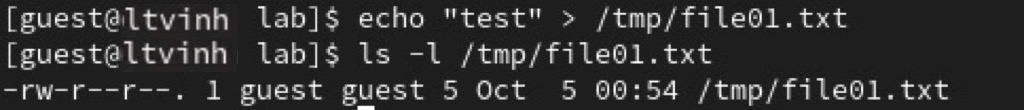 [guest@ltvinh lab]$ echo "test" > /tmp/file01.txt
[guest@ltvinh lab]$ ls -l /tmp/file01.txt
-rw-r--r--. 1 guest guest 5 Oct  5 00:54 /tmp/file01.txt